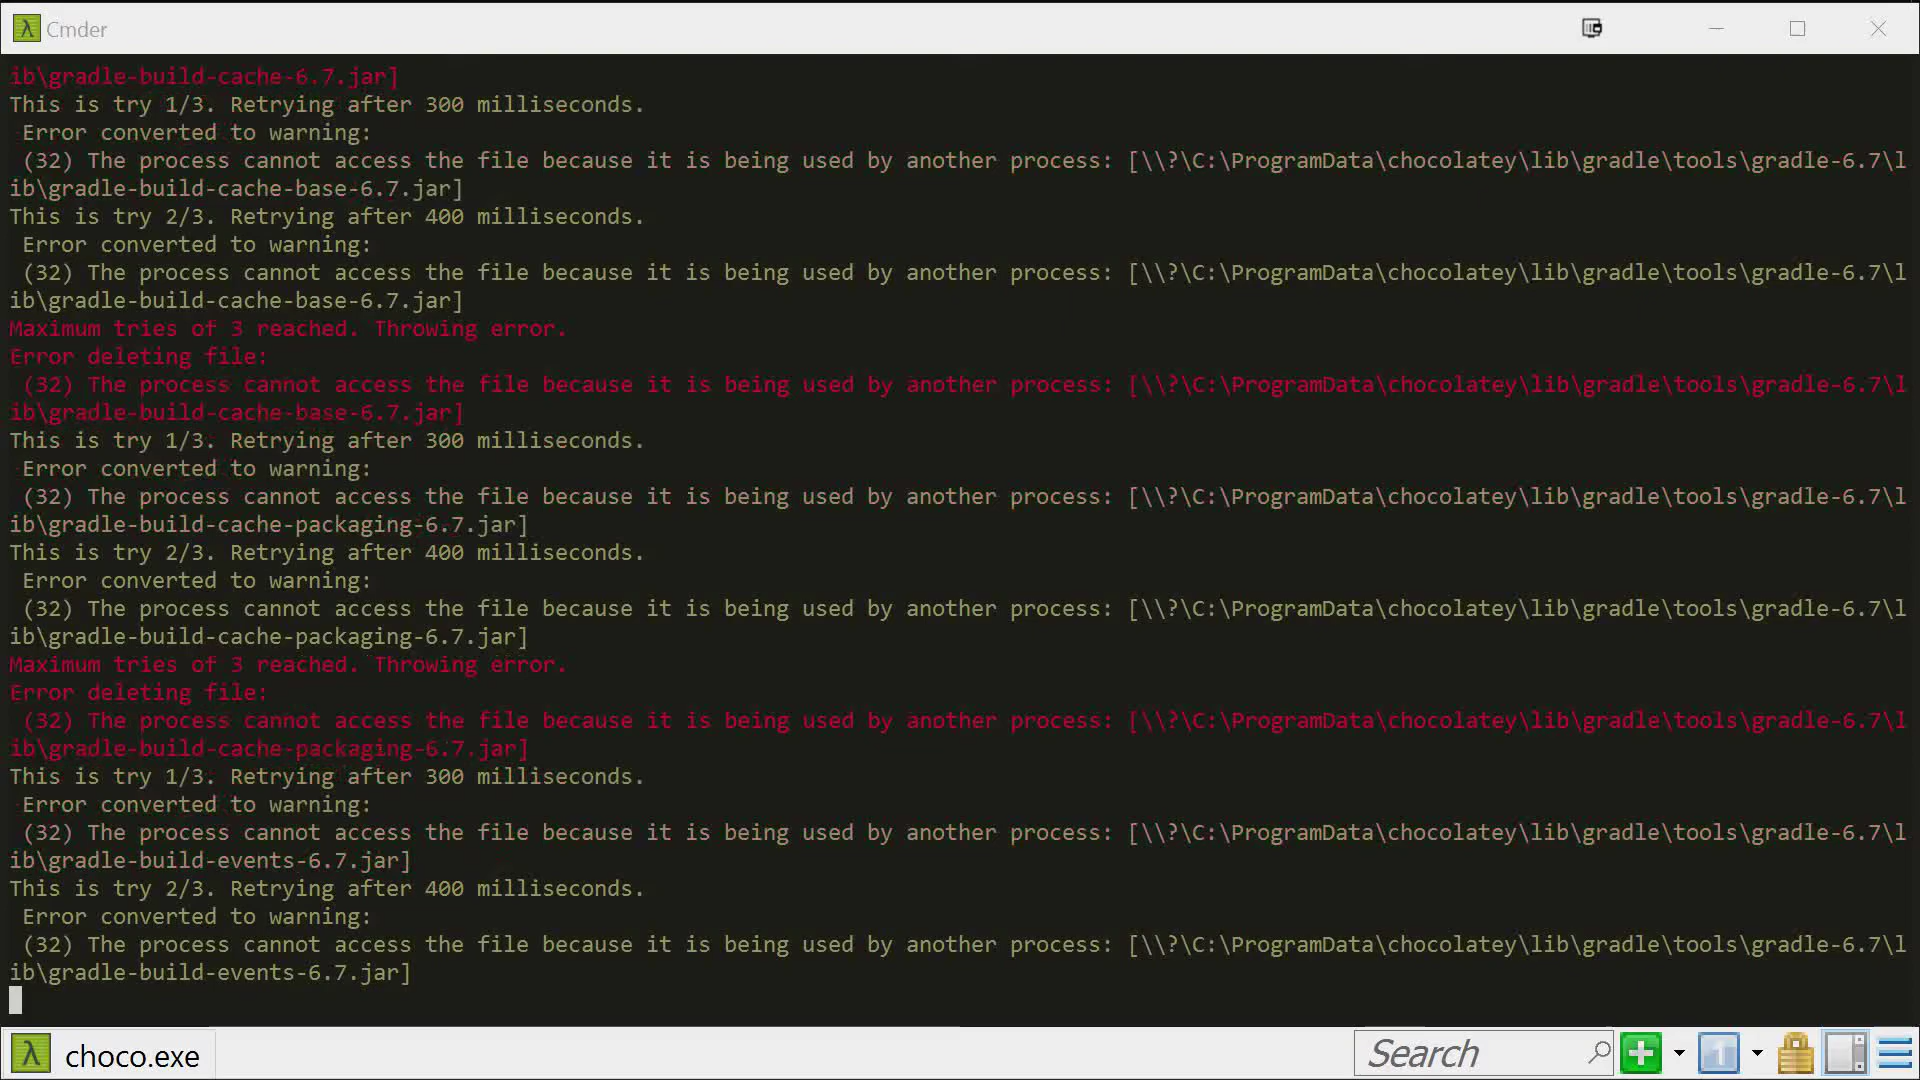 Cmder
ib\gradle-build-cache-6.7.jar]
This is try 1/3. Retrying after 300 milliseconds.
Error converted to warning:
(32) The process cannot access the file because it is being used by another process: [\\?\C:\ProgramData\chocolatey\lib\gradle\tools\gradle-6.7\l
ib\gradle-build-cache-base-6.7.jar]
This is try 2/3. Retrying after 400 milliseconds.
Error converted to warning:
(32) The process cannot access the file because it is being used by another process: [\\?\C:\ProgramData\chocolatey\lib\gradle\tools\gradle-6.7\l
ib\gradle-build-cache-base-6.7.jar]
Maximum tries of 3 reached. Throwing error.
Error deleting file:
(32) The process cannot access the file because it is being used by another process: [\\?\C:\ProgramData\chocolatey\lib\gradle\tools\gradle-6.7\l
ib\gradle-build-cache-base-6.7.jar]
This is try 1/3. Retrying after 300 milliseconds.
Error converted to warning:
(32) The process cannot access the file because it is being used by another process: [\\?\C:\ProgramData\chocolatey\lib\gradle\tools\gradle-6.7\l
ib\gradle-build-cache-packaging-6.7.jar]
This is try 2/3. Retrying after 400 milliseconds.
Error converted to warning:
(32) The process cannot access the file because it is being used by another process: [\\?\C:\ProgramData\chocolatey\lib\gradle\tools\gradle-6.7\l
ib\gradle-build-cache-packaging-6.7.jar]
Maximum tries of 3 reached. Throwing error.
Error deleting file:
(32) The process cannot access the file because it is being used by another process: [\\?\C:\ProgramData\chocolatey\lib\gradle\tools\gradle-6.7\l
ib\gradle-build-cache-packaging-6.7.jar]
This is try 1/3. Retrying after 300 milliseconds.
Error converted to warning:
(32) The process cannot access the file because it is being used by another process: [\\?\C:\ProgramData\chocolatey\lib\gradle\tools\gradle-6.7\l
ib\gradle-build-events-6.7.jar]
This is try 2/3. Retrying after 400 milliseconds.
Error converted to warning:
(32) The process cannot access the file because it is being used by another process: [\\?\C:\ProgramData\chocolatey\lib\gradle\tools\gradle-6.7\l
ib\gradle-build-events-6.7.jar]
λ choco.exe
Search
1